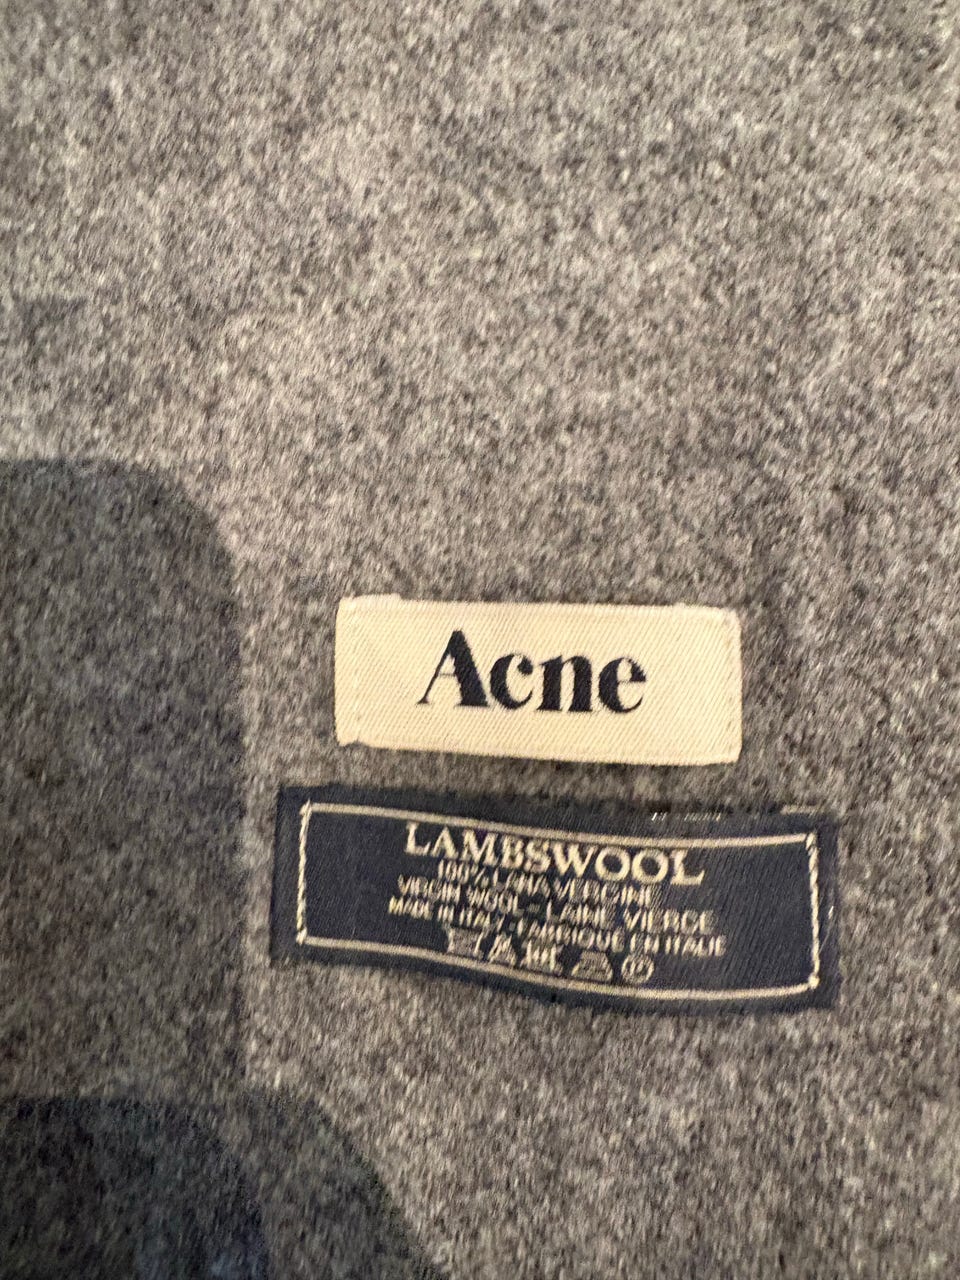 Acne
LAMBSWOOL
100% LANA VERGINE
VIRGIN WOOL - LAINE VIERGE
MADE IN ITALY - FABRIQUÉ EN ITALIE